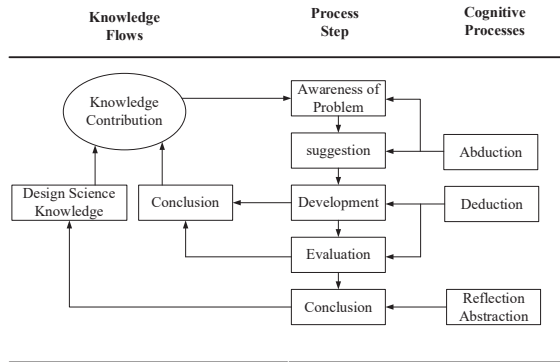 Knowledge
Flows
Process
Step
Cognitive
Processes
Knowledge
Contribution
Awareness of
Problem
suggestion
Abduction
Design Science
Knowledge
Conclusion
Development
Deduction
Evaluation
Conclusion
Reflection
Abstraction